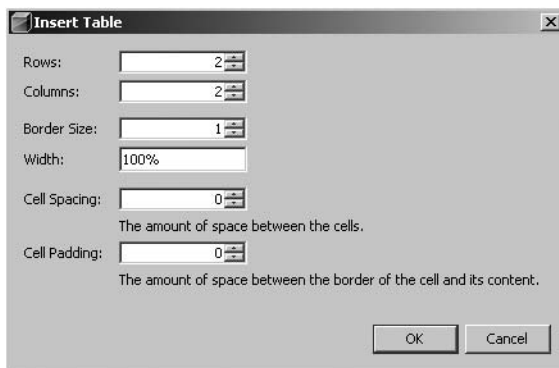 Insert Table
Rows: 2
Columns: 2
Border Size: 1
Width: 100%
Cell Spacing: 0
The amount of space between the cells.
Cell Padding: 0
The amount of space between the border of the cell and its content.
OK Cancel